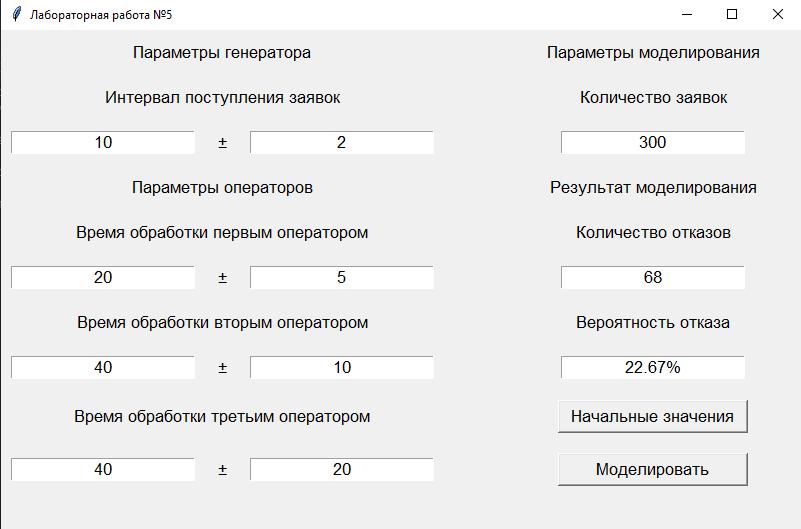 Лабораторная работа №5
Параметры генератора
Интервал поступления заявок
10 ± 2
Параметры операторов
Время обработки первым оператором
20 ± 5
Время обработки вторым оператором
40 ± 10
Время обработки третьим оператором
40 ± 20
Параметры моделирования
Количество заявок
300
Результат моделирования
Количество отказов
68
Вероятность отказа
22.67%
Начальные значения
Моделировать